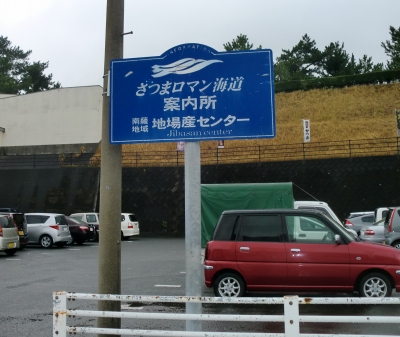 さつまロマン海道
案内所
南薩地域 地場産センター
Jibasan center